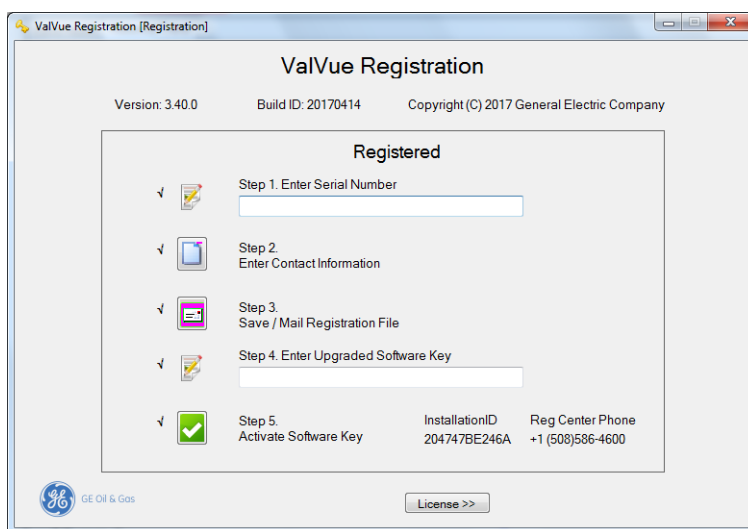 ValVue Registration [Registration]
ValVue Registration
Version: 3.40.0 Build ID: 20170414 Copyright (C) 2017 General Electric Company
Registered
√ Step 1. Enter Serial Number
√ Step 2.
Enter Contact Information
√ Step 3.
Save / Mail Registration File
√ Step 4. Enter Upgraded Software Key
√ Step 5. InstallationID Reg Center Phone
Activate Software Key 204747BE246A +1 (508)586-4600
GE Oil & Gas
License >>